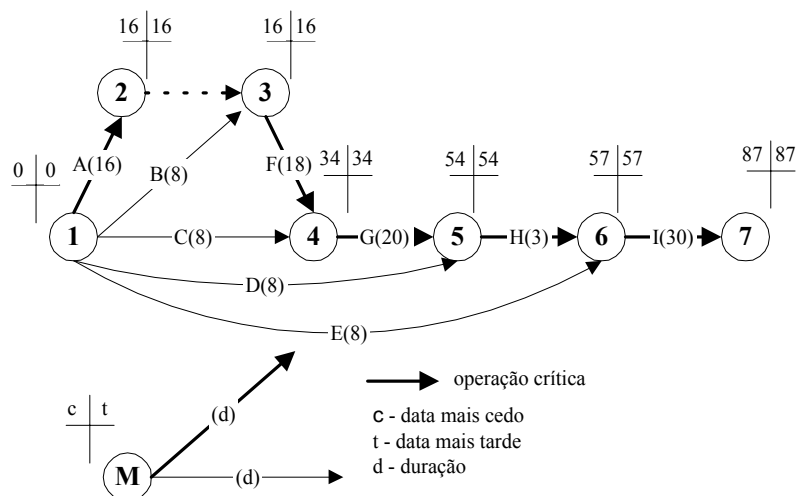 16 16
16 16
2
3
A(16)
F(18)
0 0
B(8)
34 34
54 54
57 57
87 87
1
C(8)
4
G(20)
5
H(3)
6
I(30)
7
D(8)
E(8)
operação crítica
c t
(d)
c - data mais cedo
t - data mais tarde
d - duração
M
(d)